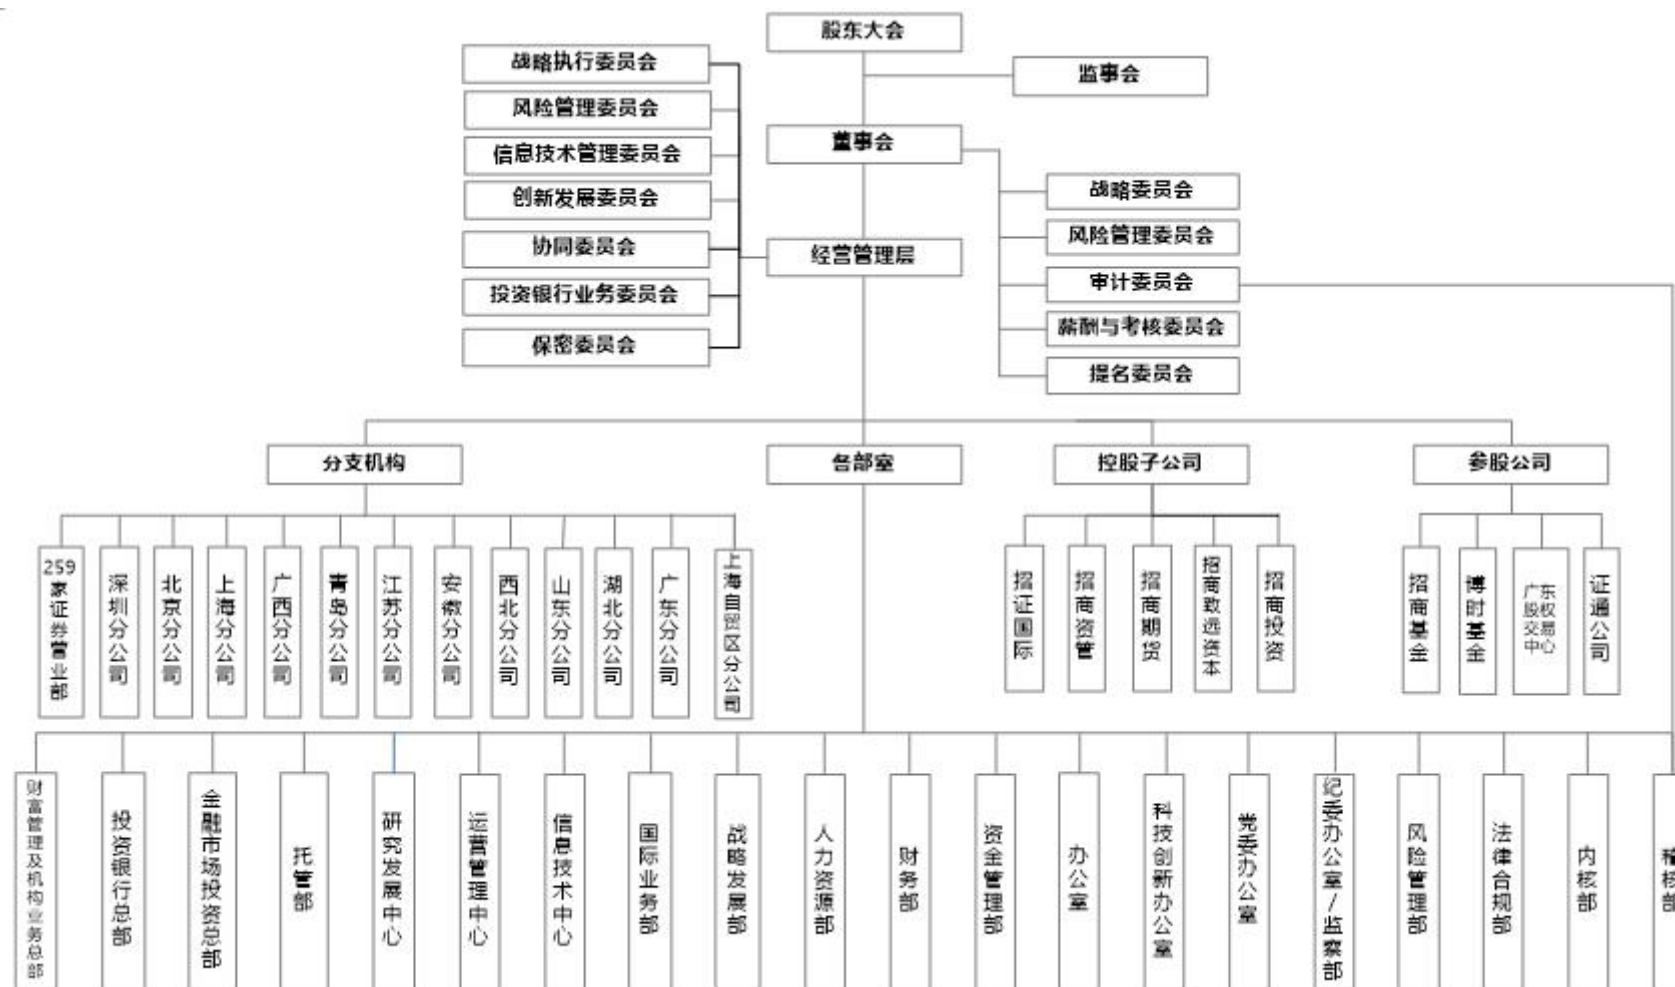 股东大会
监事会
董事会
经营管理层
战略执行委员会
风险管理委员会
信息技术管理委员会
创新发展委员会
协同委员会
投资银行业务委员会
保密委员会
战略委员会
风险管理委员会
审计委员会
薪酬与考核委员会
提名委员会
分支机构
各部室
控股子公司
参股公司
259
家证券营业部
深圳分公司
北京分公司
上海分公司
广西分公司
青岛分公司
江苏分公司
安徽分公司
西北分公司
山东分公司
湖北分公司
广东分公司
上海自贸区分公司
招证国际
招商资管
招商期货
招商致远资本
招商投资
招商基金
博时基金
广东
股权
交易
中心
证通公司
财富管理及机构业务总部
投资银行总部
金融市场投资总部
托管部
研究发展中心
运营管理中心
信息技术中心
国际业务部
战略发展部
人力资源部
财务部
资金管理部
办公室
科技创新办公室
党委办公室
纪委办公室/监察部
风险管理部
法律合规部
内核部
稽核部